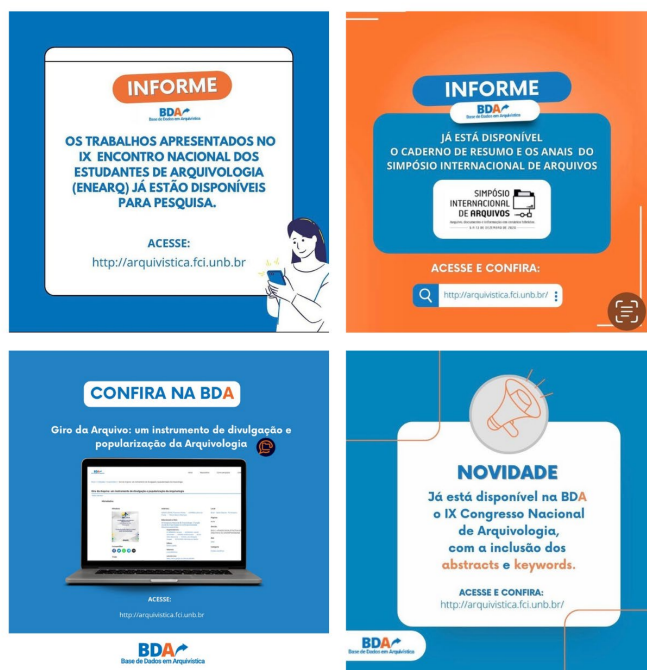 INFORME
BDA
Base de Dados em Arquivística
OS TRABALHOS APRESENTADOS NO
IX ENCONTRO NACIONAL DOS
ESTUDANTES DE ARQUIVOLOGIA
(ENEARQ) JÁ ESTÃO DISPONÍVEIS
PARA PESQUISA.
ACESSE:
http://arquivistica.fci.unb.br
INFORME
BDA
Base de Dados em Arquivística
JÁ ESTÁ DISPONÍVEL
O CADERNO DE RESUMO E OS ANAIS DO
SIMPÓSIO INTERNACIONAL DE ARQUIVOS
SIMPÓSIO
INTERNACIONAL
DE ARQUIVOS
ACESSE E CONFIRA:
http://arquivistica.fci.unb.br/
CONFIRA NA BDA
Giro da Arquivo: um instrumento de divulgação e
popularização da Arquivologia
ACESSE:
http://arquivistica.fci.unb.br
BDA
Base de Dados em Arquivística
NOVIDADE
Já está disponível na BDA
o IX Congresso Nacional
de Arquivologia,
com a inclusão dos
abstracts e keywords.
ACESSE E CONFIRA:
http://arquivistica.fci.unb.br/
BDA
Base de Dados em Arquivística